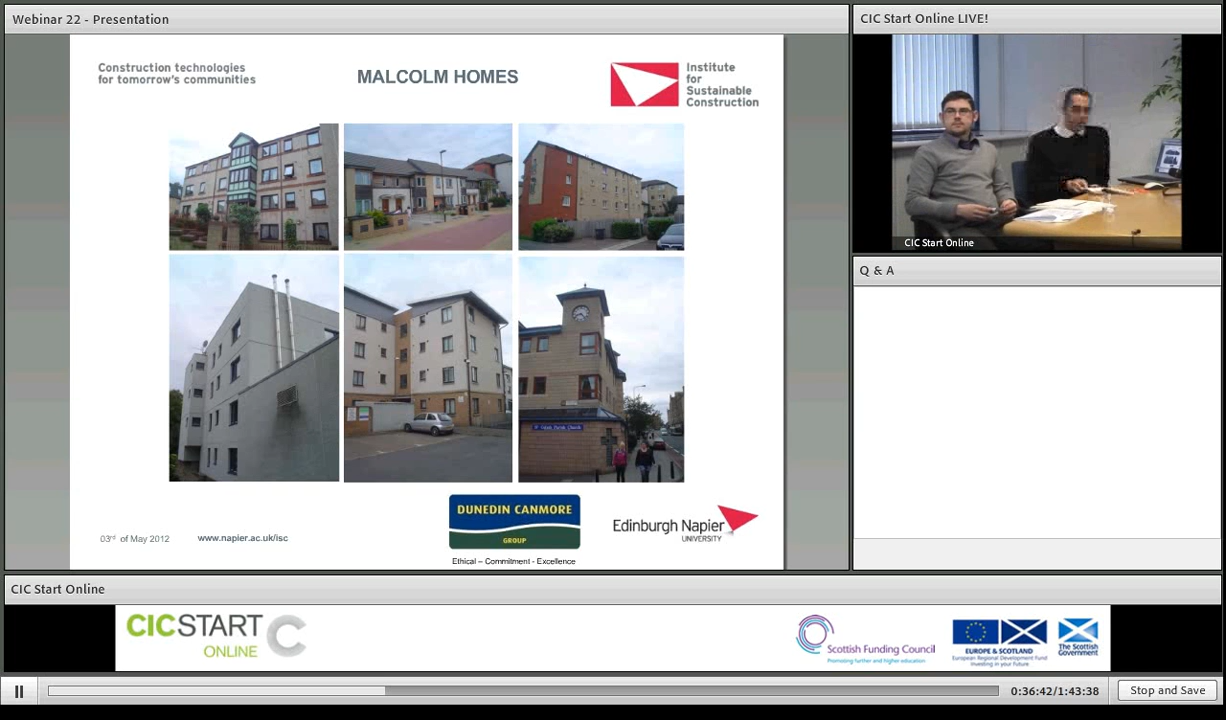 Webinar 22 - Presentation
CIC Start Online LIVE!
Construction technologies
for tomorrow's communities
MALCOLM HOMES
Institute
for
Sustainable
Construction
CIC Start Online
Q & A
DUNEDIN CANMORE
GROUP
Ethical – Commitment - Excellence
Edinburgh Napier
UNIVERSITY
03rd of May 2012
www.napier.ac.uk/isc
CIC Start Online
CICSTART
ONLINE
Scottish Funding Council
Promoting further and higher education
EUROPE & SCOTLAND
European Regional Development Fund
Investing in your Future
The Scottish
Government
0:36:42/1:43:38
Stop and Save